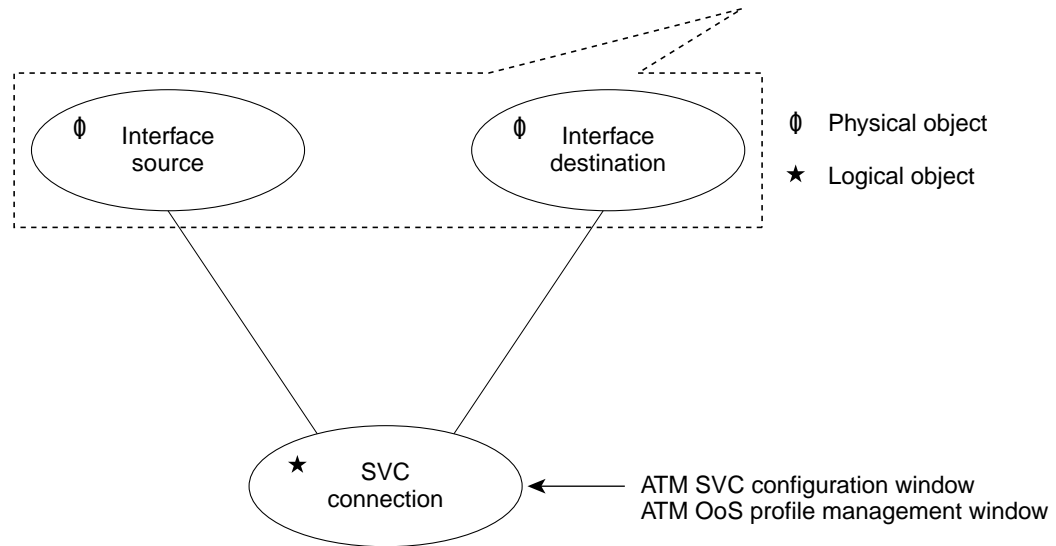 Interface
source
Interface
destination
Physical object
Logical object
SVC
connection
ATM SVC configuration window
ATM OoS profile management window